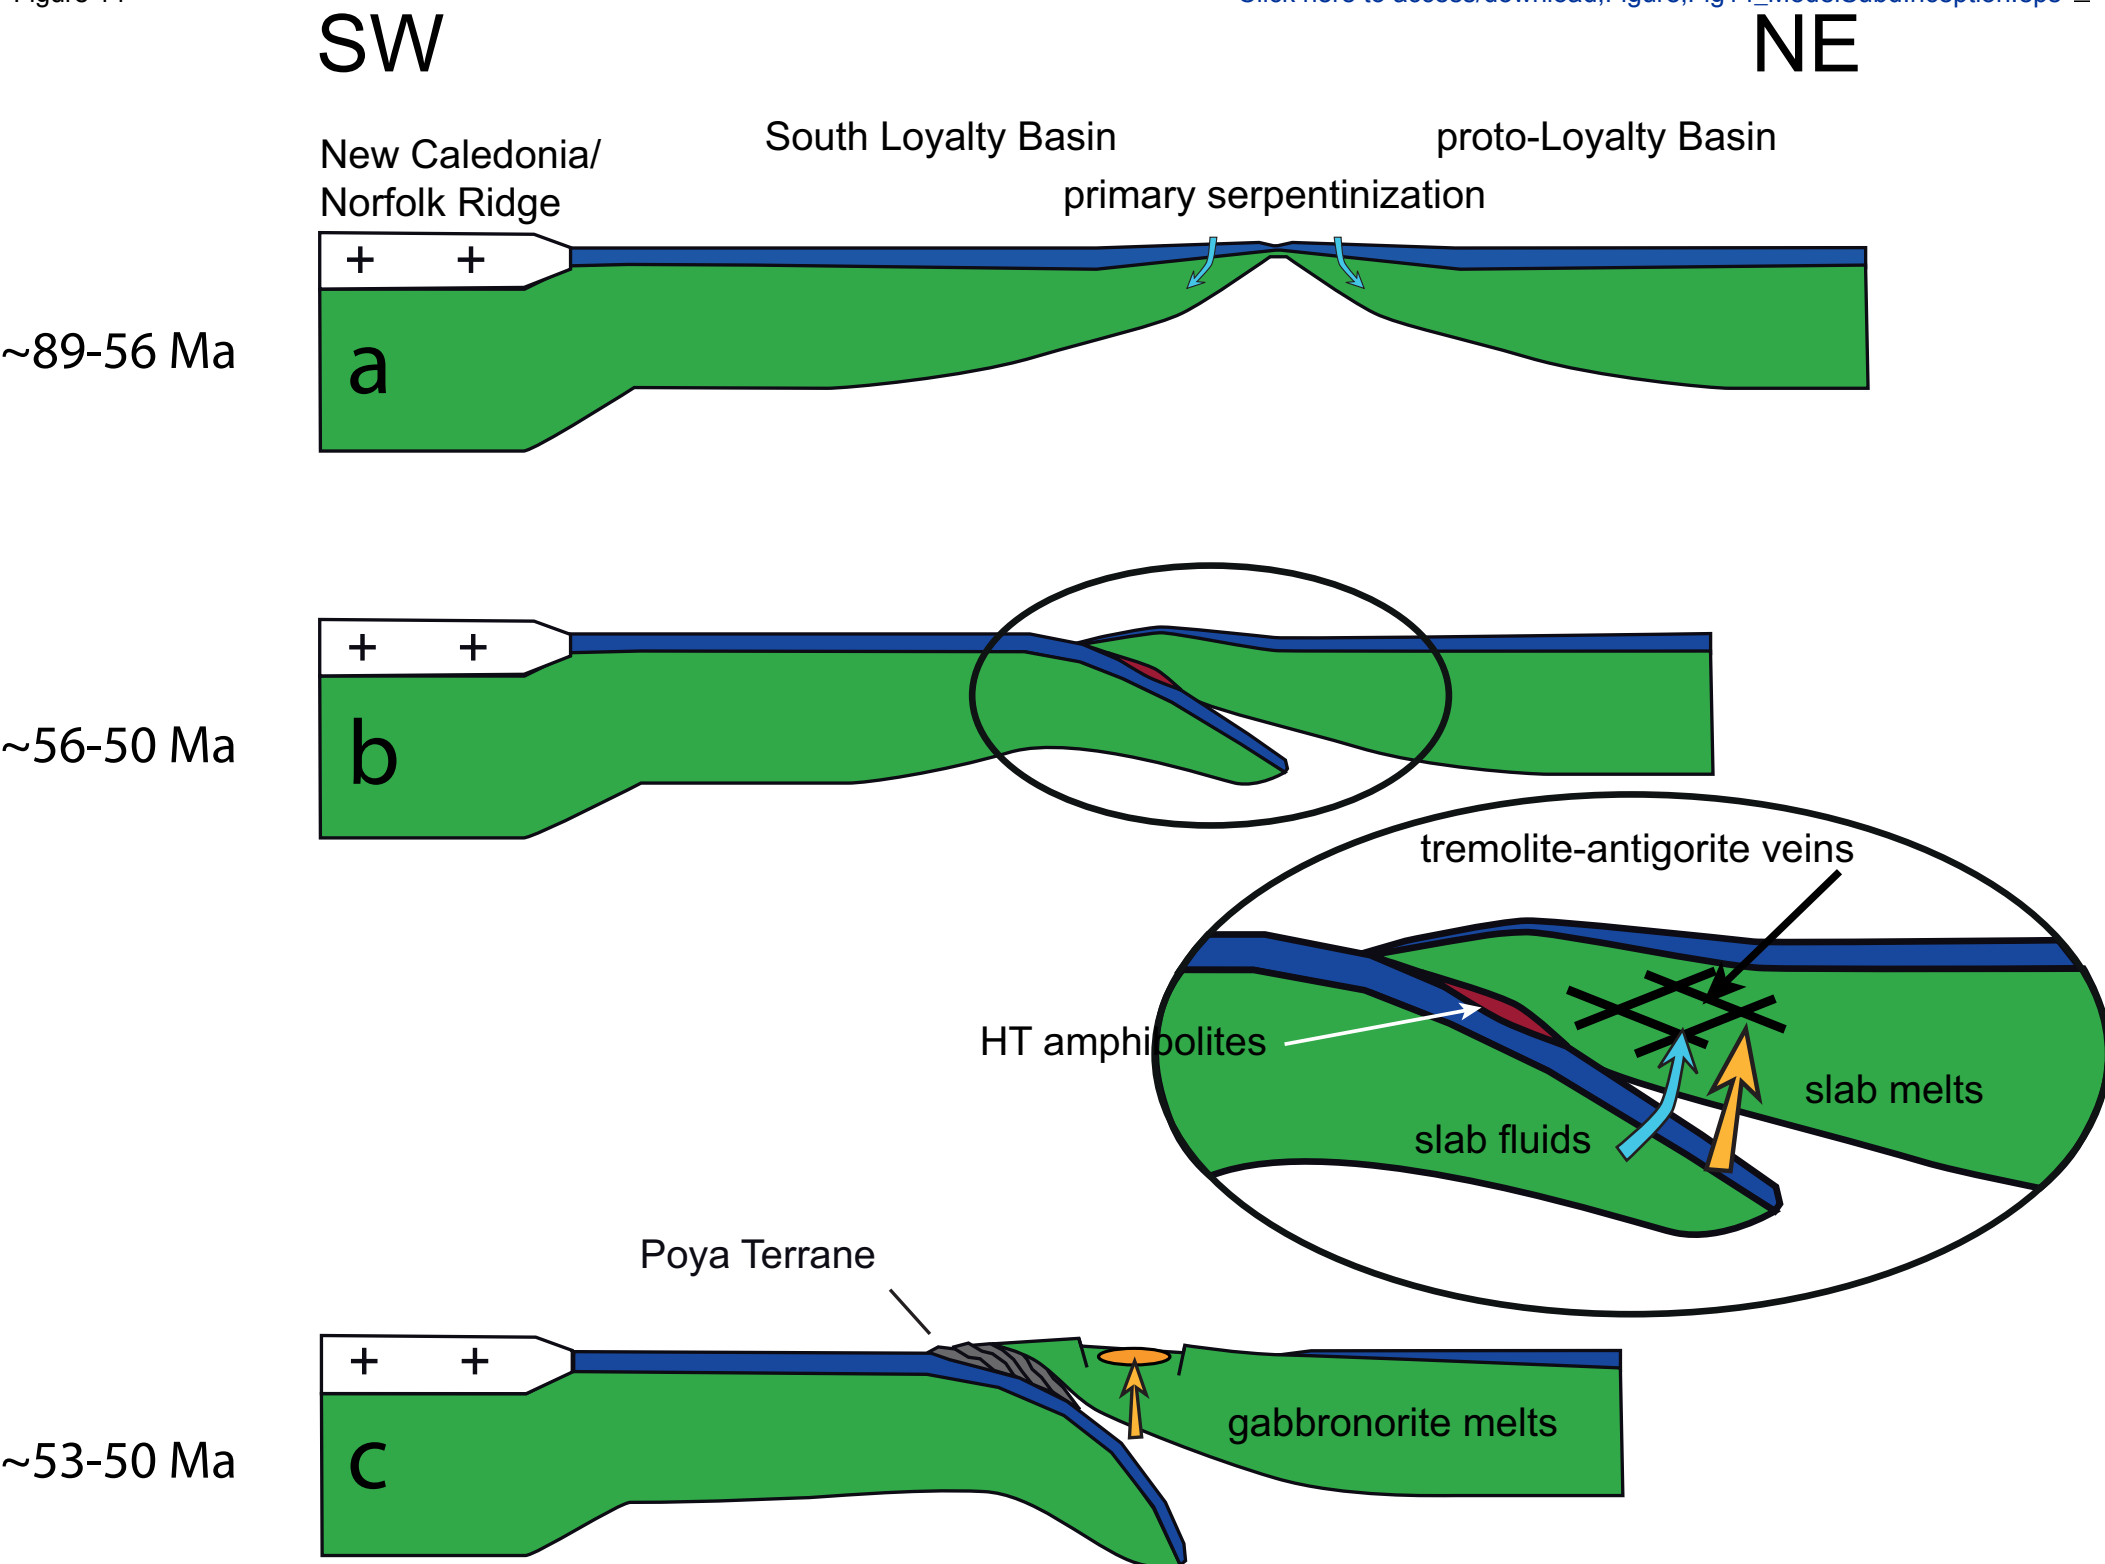 SW
NE
New Caledonia/
Norfolk Ridge
South Loyalty Basin
proto-Loyalty Basin
primary serpentinization
+ +
~89-56 Ma
a
+ +
~56-50 Ma
b
tremolite-antigorite veins
HT amphibolites
slab melts
slab fluids
Poya Terrane
+ +
gabbronorite melts
~53-50 Ma
c